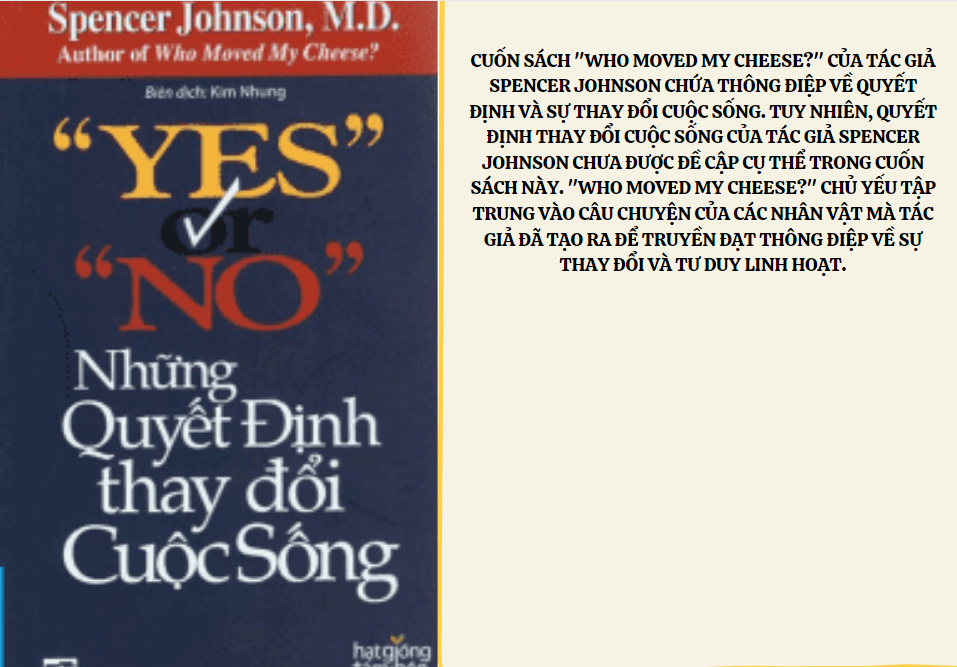 Spencer Johnson, M.D.
Author of Who Moved My Cheese?
Biên dịch: Kim Nhung
"YES"
or
"NO"
Những
Quyết Định
thay đổi
Cuộc Sống
hạt giống
CUỐN SÁCH "WHO MOVED MY CHEESE?" CỦA TÁC GIẢ
SPENCER JOHNSON CHỨA THÔNG ĐIỆP VỀ QUYẾT
ĐỊNH VÀ SỰ THAY ĐỔI CUỘC SỐNG. TUY NHIÊN, QUYẾT
ĐỊNH THAY ĐỔI CUỘC SỐNG CỦA TÁC GIẢ SPENCER
JOHNSON CHƯA ĐƯỢC ĐỀ CẬP CỤ THỂ TRONG CUỐN
SÁCH NÀY. "WHO MOVED MY CHEESE?" CHỦ YẾU TẬP
TRUNG VÀO CÂU CHUYỆN CỦA CÁC NHÂN VẬT MÀ TÁC
GIẢ ĐÃ TẠO RA ĐỂ TRUYỀN ĐẠT THÔNG ĐIỆP VỀ SỰ
THAY ĐỔI VÀ TƯ DUY LINH HOẠT.